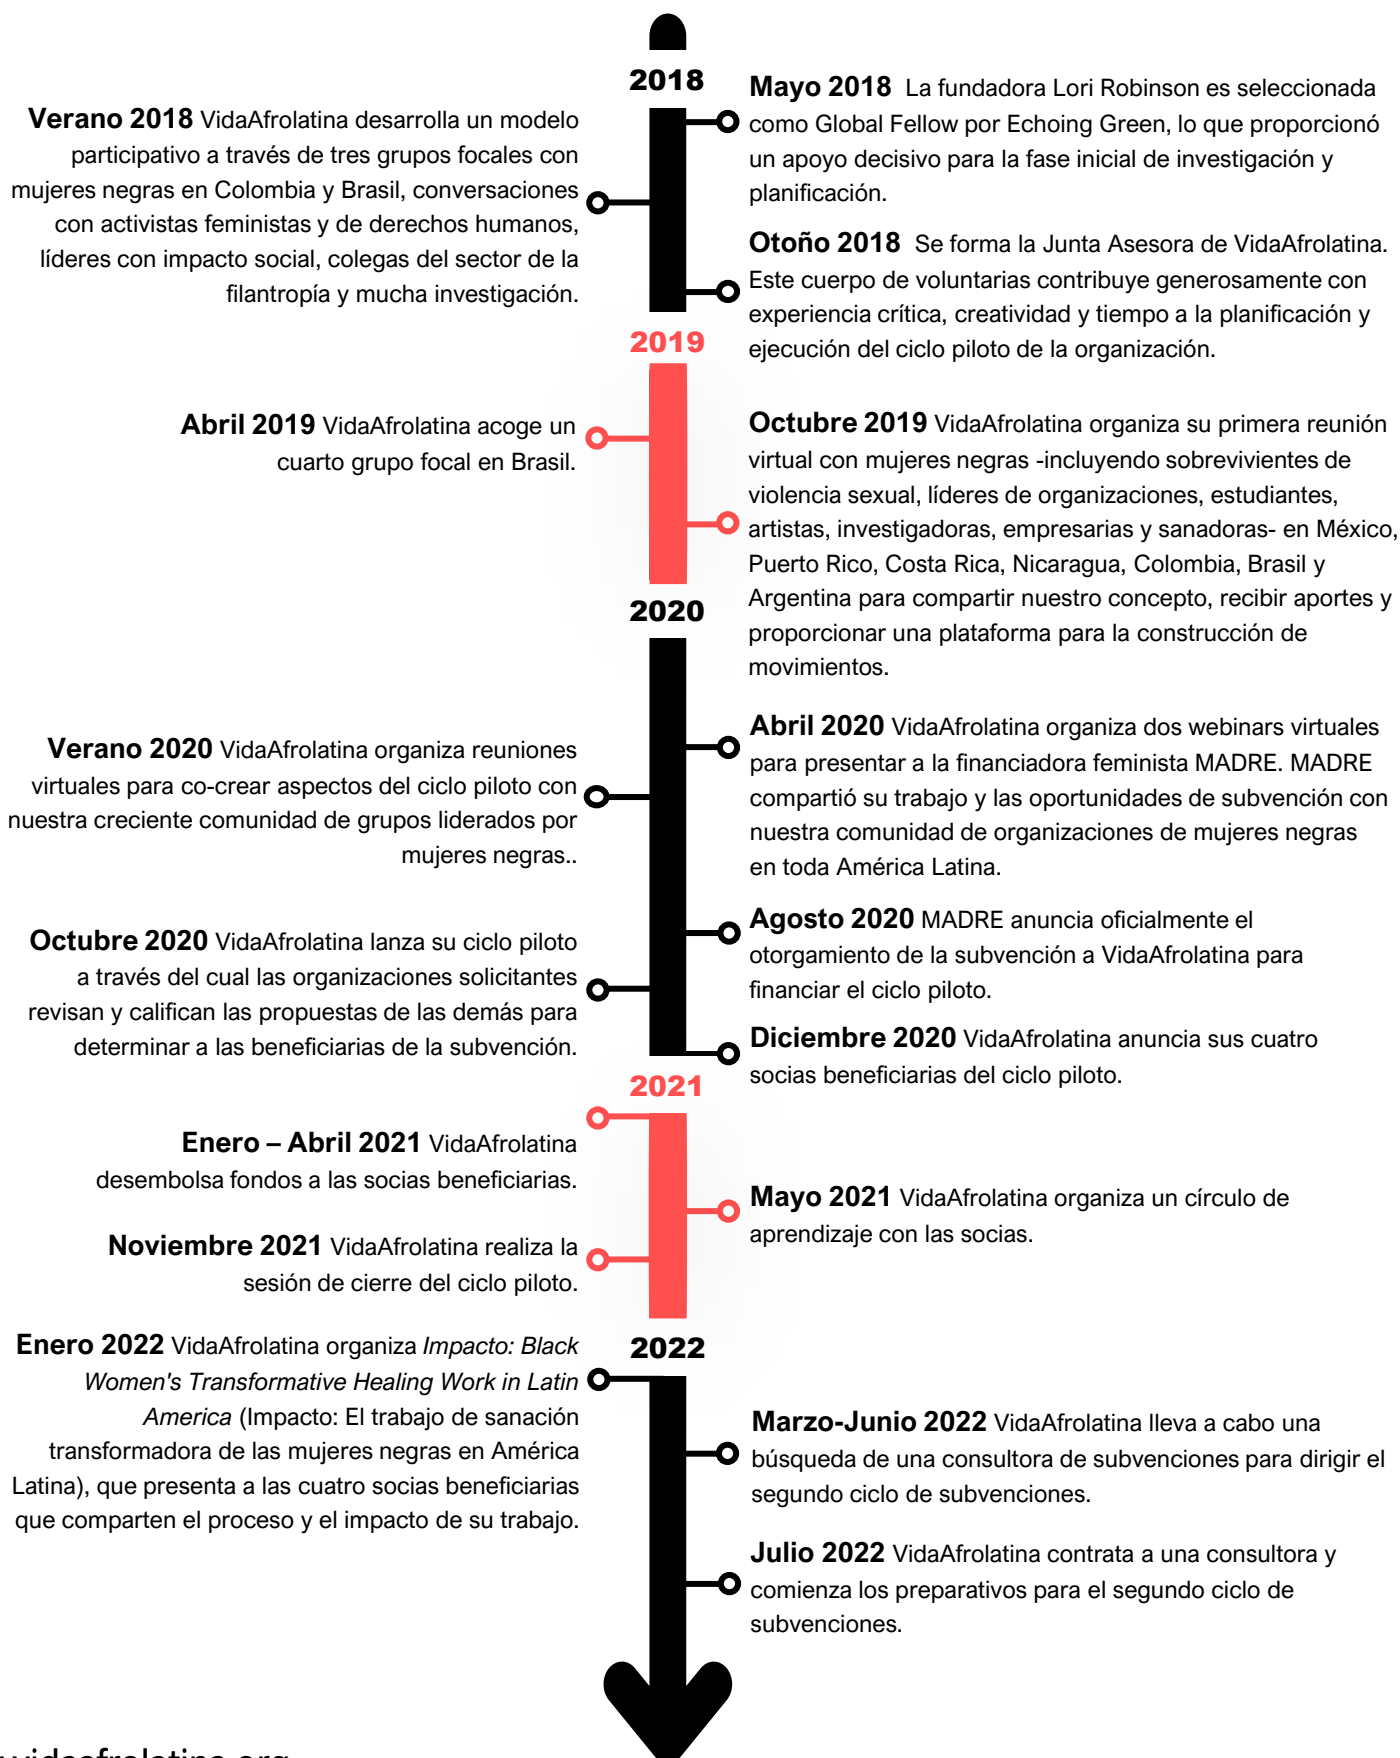 2018
Mayo 2018 La fundadora Lori Robinson es seleccionada
como Global Fellow por Echoing Green, lo que proporcionó
un apoyo decisivo para la fase inicial de investigación y
planificación.
Verano 2018 VidaAfrolatina desarrolla un modelo
participativo a través de tres grupos focales con
mujeres negras en Colombia y Brasil, conversaciones
con activistas feministas y de derechos humanos,
líderes con impacto social, colegas del sector de la
filantropía y mucha investigación.
Otoño 2018 Se forma la Junta Asesora de VidaAfrolatina.
Este cuerpo de voluntarias contribuye generosamente con
experiencia crítica, creatividad y tiempo a la planificación y
ejecución del ciclo piloto de la organización.
2019
Abril 2019 VidaAfrolatina acoge un
cuarto grupo focal en Brasil.
Octubre 2019 VidaAfrolatina organiza su primera reunión
virtual con mujeres negras -incluyendo sobrevivientes de
violencia sexual, líderes de organizaciones, estudiantes,
artistas, investigadoras, empresarias y sanadoras- en México,
Puerto Rico, Costa Rica, Nicaragua, Colombia, Brasil y
Argentina para compartir nuestro concepto, recibir aportes y
proporcionar una plataforma para la construcción de
movimientos.
2020
Abril 2020 VidaAfrolatina organiza dos webinars virtuales
para presentar a la financiadora feminista MADRE. MADRE
compartió su trabajo y las oportunidades de subvención con
nuestra comunidad de organizaciones de mujeres negras
en toda América Latina.
Verano 2020 VidaAfrolatina organiza reuniones
virtuales para co-crear aspectos del ciclo piloto con
nuestra creciente comunidad de grupos liderados por
mujeres negras..
Agosto 2020 MADRE anuncia oficialmente el
otorgamiento de la subvención a VidaAfrolatina para
financiar el ciclo piloto.
Octubre 2020 VidaAfrolatina lanza su ciclo piloto
a través del cual las organizaciones solicitantes
revisan y califican las propuestas de las demás para
determinar a las beneficiarias de la subvención.
Diciembre 2020 VidaAfrolatina anuncia sus cuatro
socias beneficiarias del ciclo piloto.
2021
Enero – Abril 2021 VidaAfrolatina
desembolsa fondos a las socias beneficiarias.
Mayo 2021 VidaAfrolatina organiza un círculo de
aprendizaje con las socias.
Noviembre 2021 VidaAfrolatina realiza la
sesión de cierre del ciclo piloto.
2022
Enero 2022 VidaAfrolatina organiza Impacto: Black
Women's Transformative Healing Work in Latin
America (Impacto: El trabajo de sanación
transformadora de las mujeres negras en América
Latina), que presenta a las cuatro socias beneficiarias
que comparten el proceso y el impacto de su trabajo.
Marzo-Junio 2022 VidaAfrolatina lleva a cabo una
búsqueda de una consultora de subvenciones para dirigir el
segundo ciclo de subvenciones.
Julio 2022 VidaAfrolatina contrata a una consultora y
comienza los preparativos para el segundo ciclo de
subvenciones.